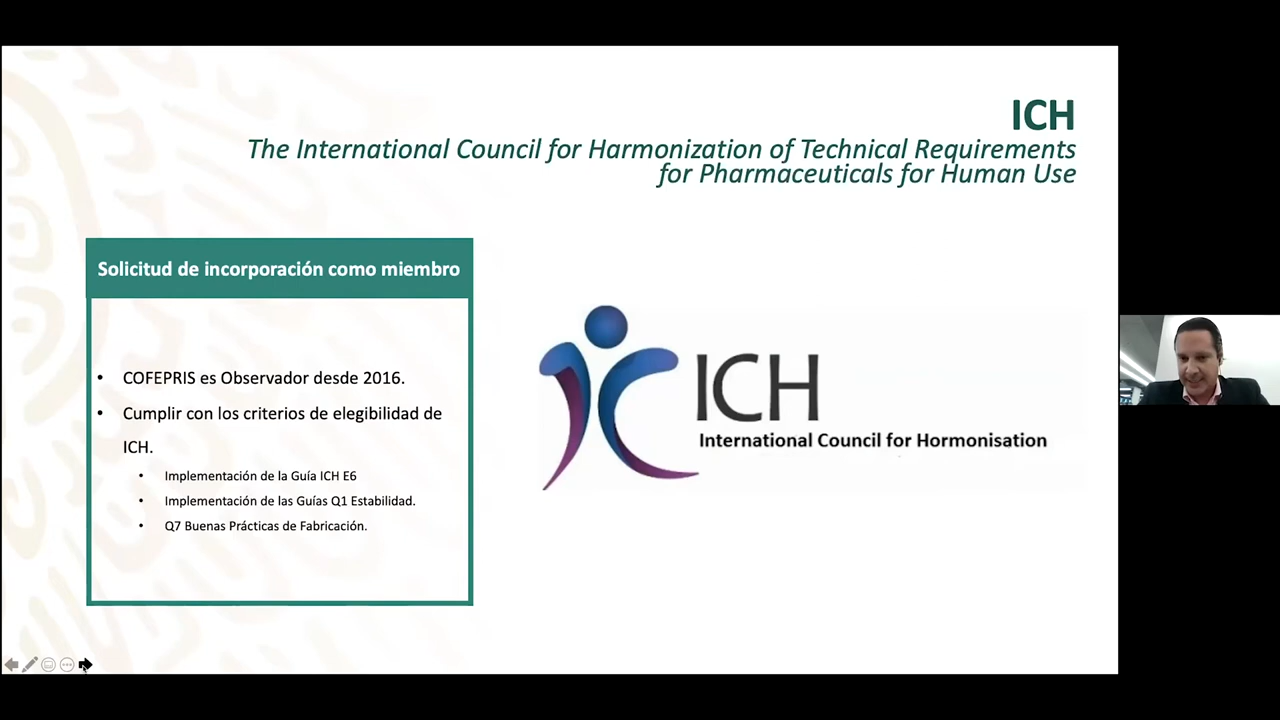 ICH
The International Council for Harmonization of Technical Requirements
for Pharmaceuticals for Human Use
Solicitud de incorporación como miembro
• COFEPRIS es Observador desde 2016.
• Cumplir con los criterios de elegibilidad de
ICH.
• Implementación de la Guía ICH E6
• Implementación de las Guías Q1 Estabilidad.
• Q7 Buenas Prácticas de Fabricación.
ICH
International Council for Hormonisation